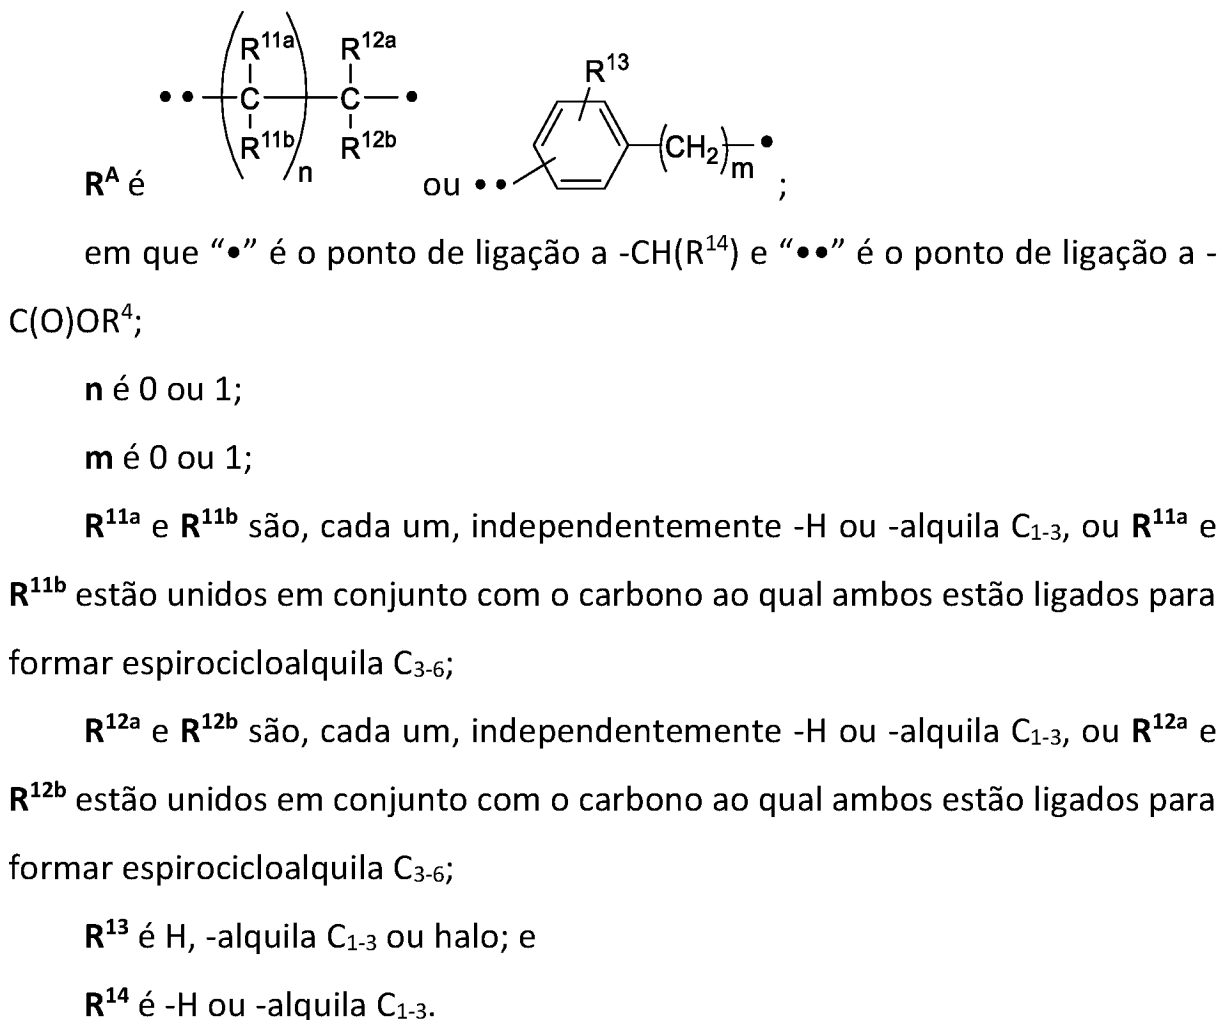 R^11a R^12a
•• C C •
R^11b n R^12b
R^13
(CH2)m •
R^A é ou •• ;
em que “•” é o ponto de ligação a -CH(R^14) e “••” é o ponto de ligação a -
C(O)OR^4;
n é 0 ou 1;
m é 0 ou 1;
R^11a e R^11b são, cada um, independentemente -H ou -alquila C1-3, ou R^11a e
R^11b estão unidos em conjunto com o carbono ao qual ambos estão ligados para
formar espirocicloalquila C3-6;
R^12a e R^12b são, cada um, independentemente -H ou -alquila C1-3, ou R^12a e
R^12b estão unidos em conjunto com o carbono ao qual ambos estão ligados para
formar espirocicloalquila C3-6;
R^13 é H, -alquila C1-3 ou halo; e
R^14 é -H ou -alquila C1-3.